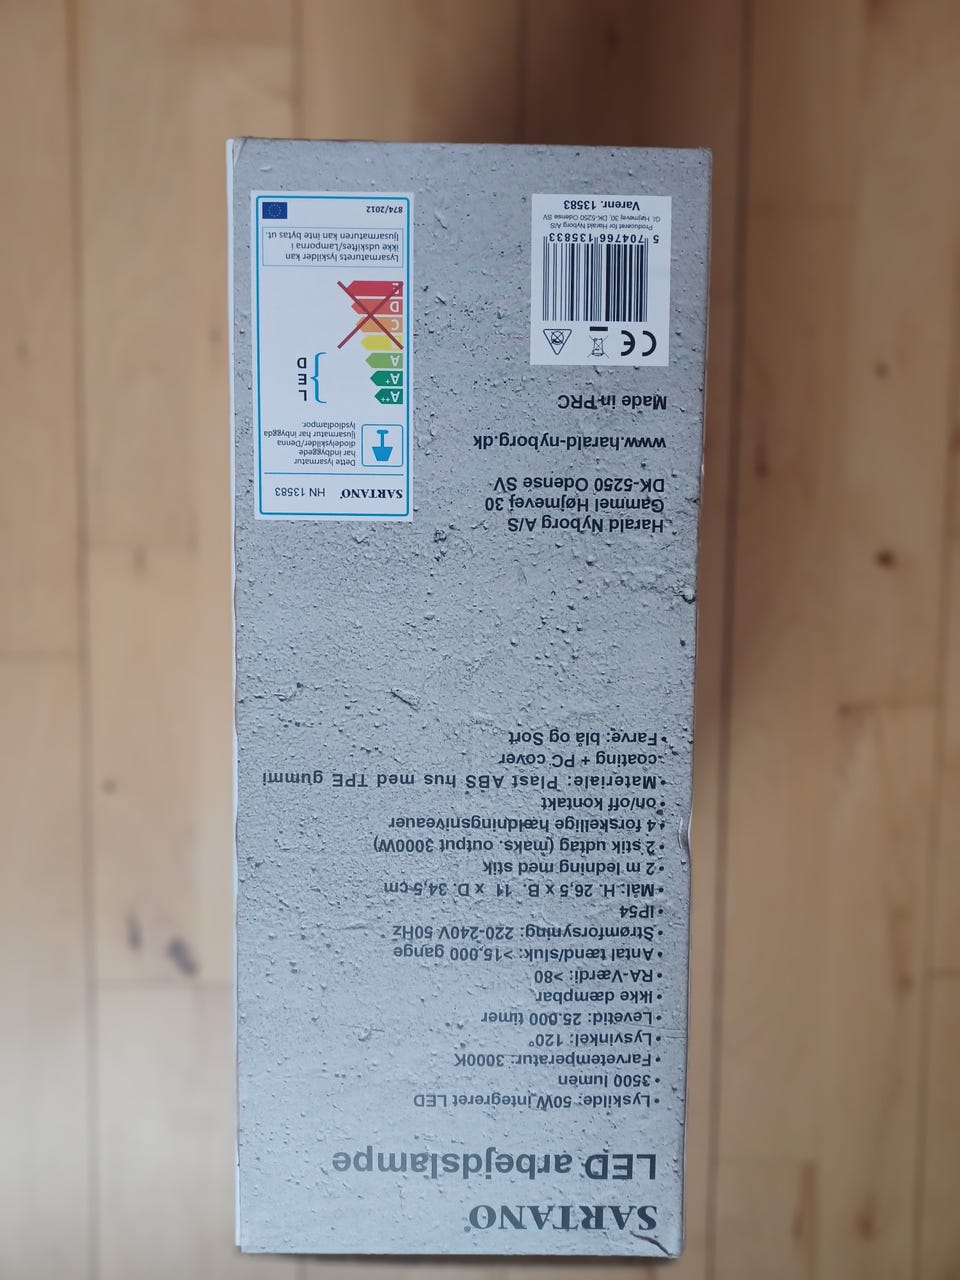 SARTANO®
LED arbejdslampe
•Lyskilde: 50W integreret LED
•3500 lumen
•Farvetemperatur: 3000K
•Lysvinkel: 120°
•Levetid: 25.000 timer
•Ikke dæmpbar
•RA-Værdi: >80
•Antal tænd/sluk: >15.000 gange
•Strømforsyning: 220-240V 50Hz
•IP54
•Mål: H. 26,5 x B. 11 x D. 34,5 cm
•2 m ledning med stik
•2 stik udtag (maks. output 3000W)
•4 forskellige hældningsniveauer
•on/off kontakt
•Materiale: Plast ABS hus med TPE gummi
coating + PC cover
•Farve: blå og Sort
Harald Nyborg A/S
Gammel Højmevej 30
DK-5250 Odense SV
www.harald-nyborg.dk
Made in PRC
CE
5 704766 135833
Produceret for Harald Nyborg A/S
Gl. Højmevej 30, DK-5250 Odense SV
Varenr. 13583
SARTANO® HN 13583
Dette lysarmatur
har indbyggede
diodelyskilder/Denna
ljusarmatur har inbyggda
lysdiodlampor.
A++
A+
A
C
D
E
L
E
D
Lysarmaturets lyskilder kan
ikke udskiftes/Lamporna i
ljusarmaturen kan inte bytas ut.
874/2012